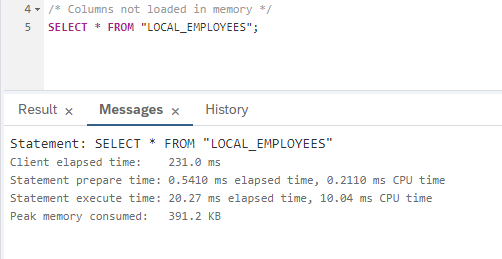 4 /* Columns not loaded in memory */
5 SELECT * FROM "LOCAL_EMPLOYEES";
Result × Messages × History
Statement: SELECT * FROM "LOCAL_EMPLOYEES"
Client elapsed time: 231.0 ms
Statement prepare time: 0.5410 ms elapsed time, 0.2110 ms CPU time
Statement execute time: 20.27 ms elapsed time, 10.04 ms CPU time
Peak memory consumed: 391.2 KB